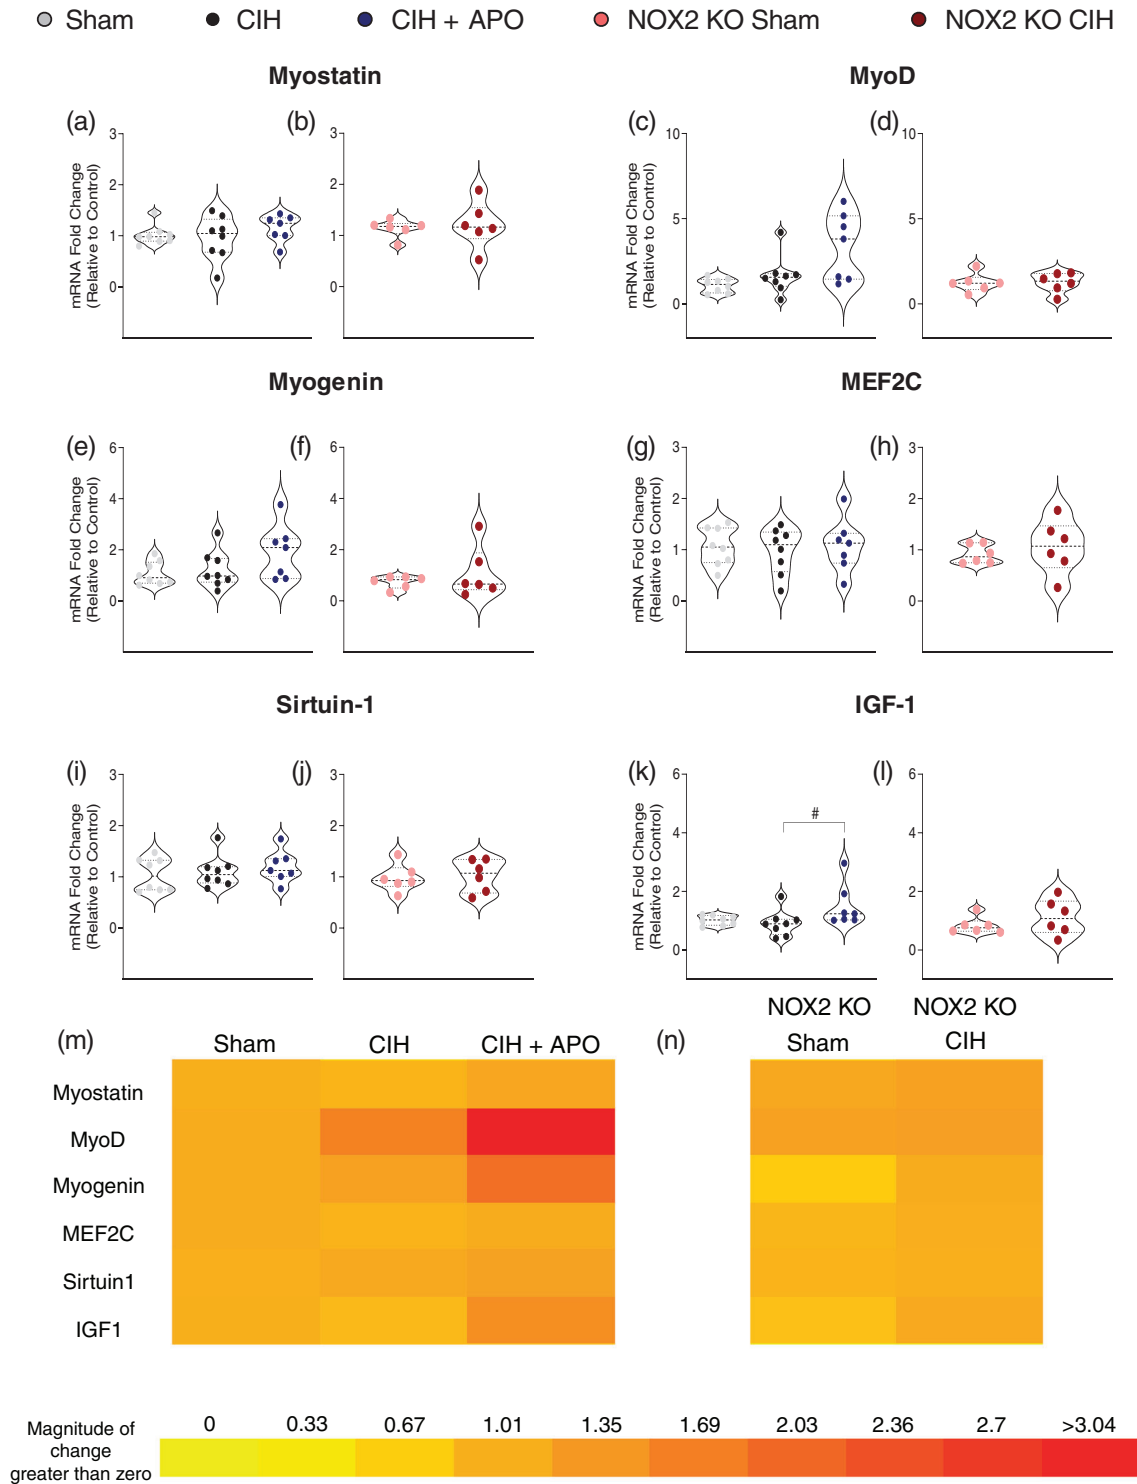 Sham CIH CIH + APO NOX2 KO Sham NOX2 KO CIH
Myostatin MyoD
(a) (b) (c) (d)
mRNA Fold Change
(Relative to Control)
3
2
1
0
3
2
1
0
mRNA Fold Change
(Relative to Control)
10
5
0
10
5
0
Myogenin MEF2C
(e) (f) (g) (h)
mRNA Fold Change
(Relative to Control)
6
4
2
0
6
4
2
0
mRNA Fold Change
(Relative to Control)
3
2
1
0
3
2
1
0
Sirtuin-1 IGF-1
(i) (j) (k) (l)
mRNA Fold Change
(Relative to Control)
3
2
1
0
3
2
1
0
mRNA Fold Change
(Relative to Control)
6
4
2
0
#
6
4
2
0
(m) Sham CIH CIH + APO
Myostatin
MyoD
Myogenin
MEF2C
Sirtuin1
IGF1
(n)
NOX2 KO NOX2 KO
Sham CIH
Magnitude of
change
greater than zero
0 0.33 0.67 1.01 1.35 1.69 2.03 2.36 2.7 >3.04